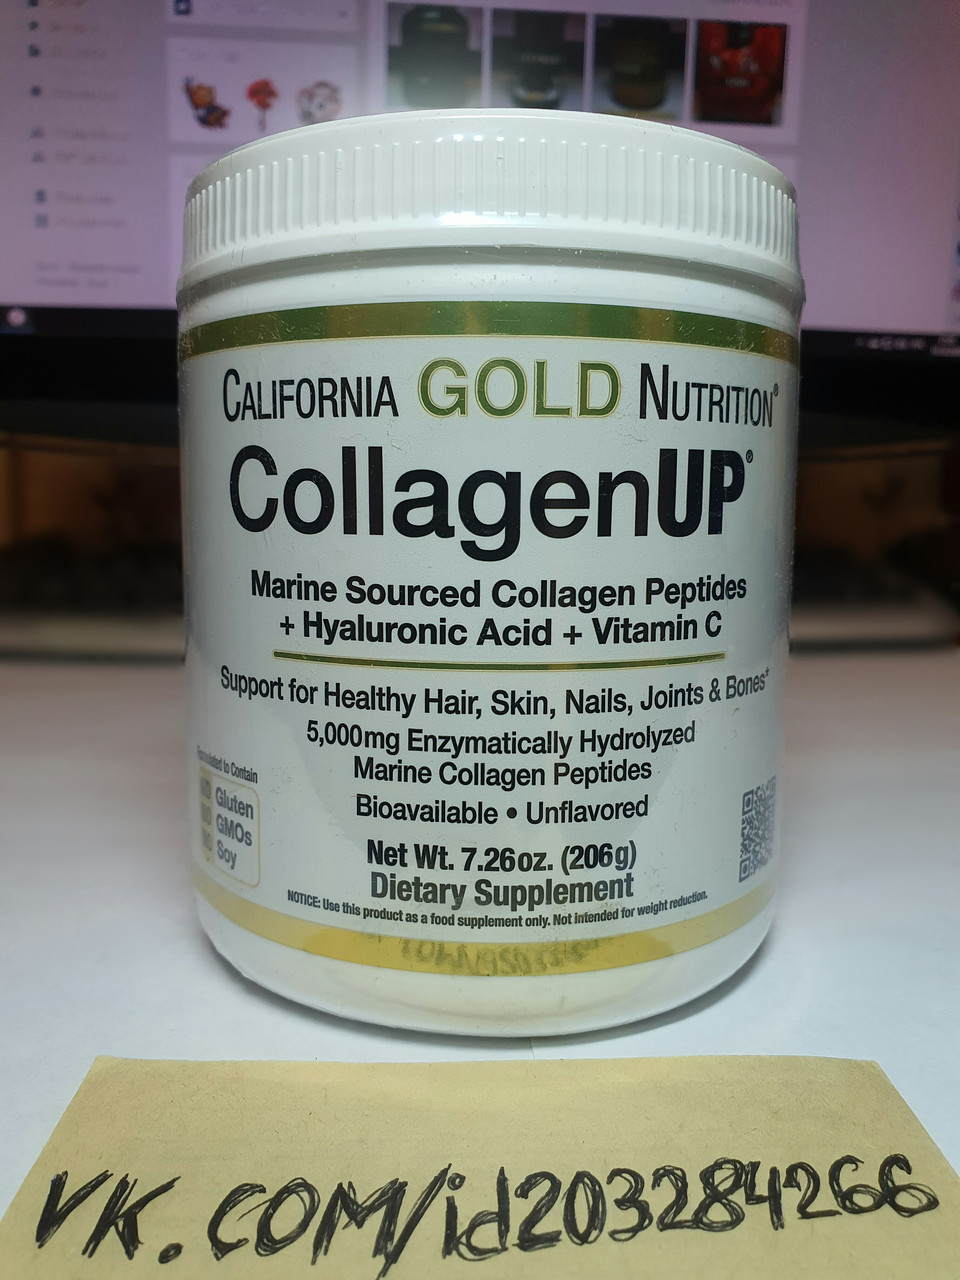 CALIFORNIA GOLD NUTRITION®
CollagenUP®
Marine Sourced Collagen Peptides
+ Hyaluronic Acid + Vitamin C
Support for Healthy Hair, Skin, Nails, Joints & Bones*
5,000mg Enzymatically Hydrolyzed
Marine Collagen Peptides
Bioavailable • Unflavored
Formulated to Contain
NO Gluten
NO GMOs
NO Soy
Net Wt. 7.26oz. (206g)
Dietary Supplement
NOTICE: Use this product as a food supplement only. Not intended for weight reduction.
VK.COM/id203284266